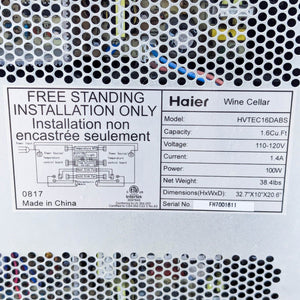 FREE STANDING
INSTALLATION ONLY
Installation non
encastrée seulement
Intertek
0817
Made in China
Haier Wine Cellar
MODEL: HVTEC16DABS
Capacity: 1.6Cu.Ft
Voltage: 110-120V
Current: 1.4A
Power: 100W
Net Weight: 38.4lbs
Dimensions(HxWxD): 32.7"X10"X20.6"
Serial No.